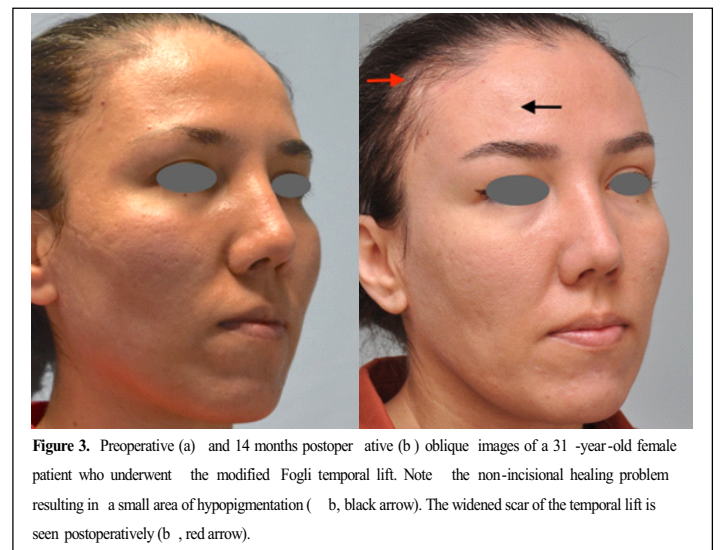 Figure 3. Preoperative (a) and 14 months postoper ative (b ) oblique images of a 31 -year-old female
patient who underwent the modified Fogli temporal lift. Note the non-incisional healing problem
resulting in a small area of hypopigmentation ( b, black arrow). The widened scar of the temporal lift is
seen postoperatively (b , red arrow).